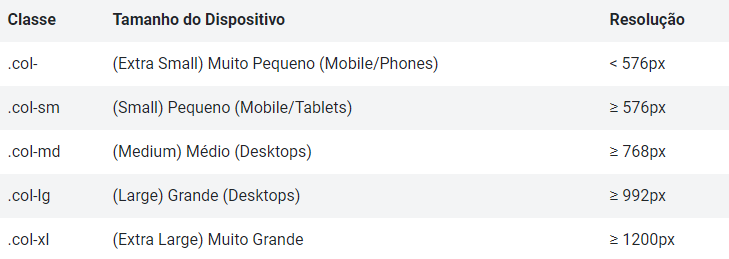 Classe Tamanho do Dispositivo Resolução
.col- (Extra Small) Muito Pequeno (Mobile/Phones) < 576px
.col-sm (Small) Pequeno (Mobile/Tablets) ≥ 576px
.col-md (Medium) Médio (Desktops) ≥ 768px
.col-lg (Large) Grande (Desktops) ≥ 992px
.col-xl (Extra Large) Muito Grande ≥ 1200px